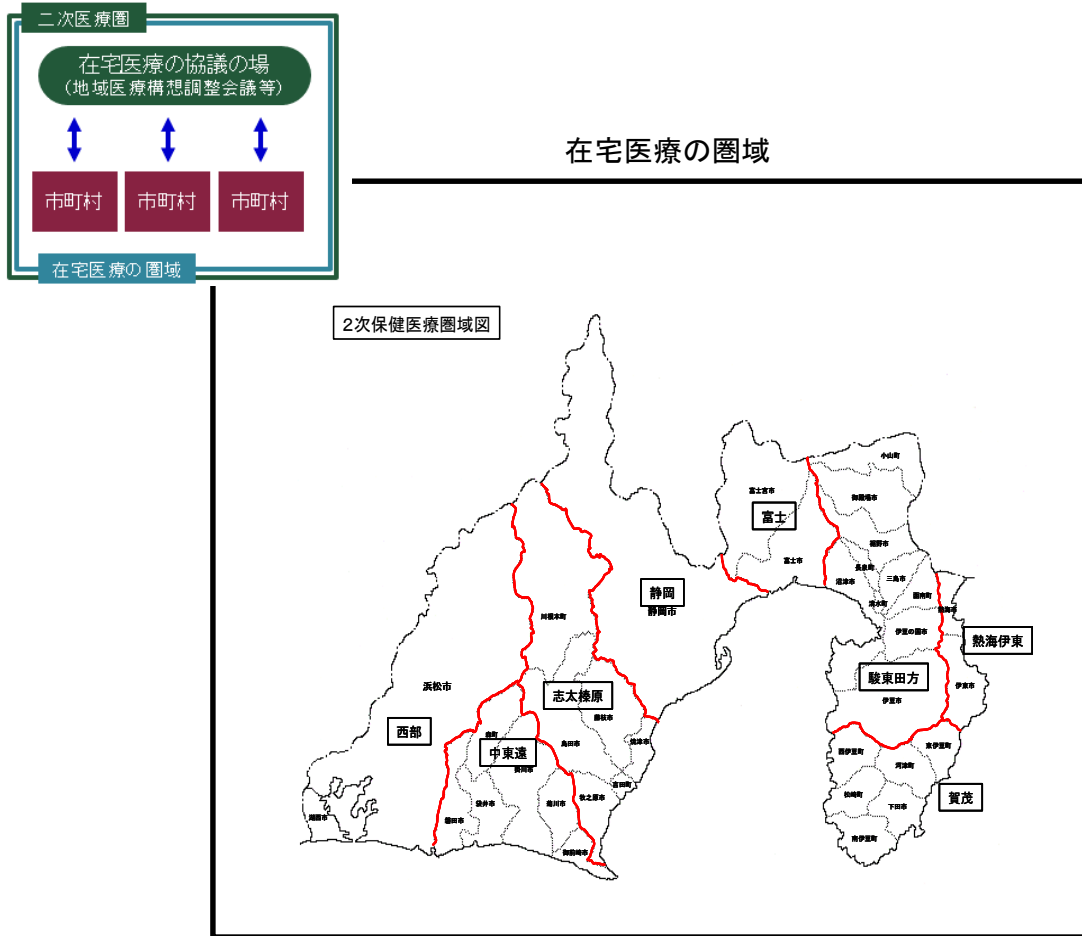 二次医療圏
在宅医療の協議の場
(地域医療構想調整会議等)
市町村
市町村
市町村
在宅医療の圏域
在宅医療の圏域
2次保健医療圏域図
小山町
富士宮市
御殿場市
富士
裾野市
富士市
長泉町
沼津市
三島市
静岡
静岡市
清水町
函南町
熱海市
川根本町
伊豆の国市
熱海伊東
駿東田方
浜松市
志太榛原
伊豆市
伊東市
藤枝市
西部
森町
中東遠
島田市
焼津市
西伊豆町
東伊豆町
掛川市
河津町
吉田町
牧之原市
松崎町
賀茂
袋井市
菊川市
下田市
湖西市
磐田市
南伊豆町
御前崎市